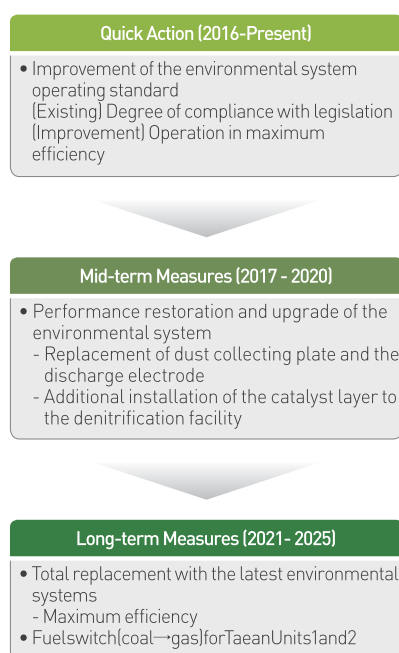 Quick Action (2016-Present)
• Improvement of the environmental system
operating standard
(Existing) Degree of compliance with legislation
(Improvement) Operation in maximum
efficiency
Mid-term Measures (2017 - 2020)
• Performance restoration and upgrade of the
environmental system
- Replacement of dust collecting plate and the
discharge electrode
- Additional installation of the catalyst layer to
the denitrification facility
Long-term Measures (2021- 2025)
• Total replacement with the latest environmental
systems
- Maximum efficiency
• Fuelswitch(coal→gas)forTaeanUnits1and2